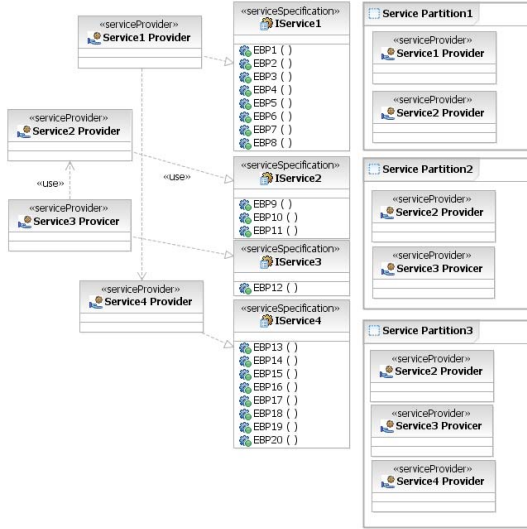 «serviceProvider»
Service1 Provider
«serviceProvider»
Service2 Provider
«use»
«use»
«serviceProvider»
Service3 Provicer
«serviceProvider»
Service4 Provider
«serviceSpecification»
IService1
EBP1 ( )
EBP2 ( )
EBP3 ( )
EBP4 ( )
EBP5 ( )
EBP6 ( )
EBP7 ( )
EBP8 ( )
«serviceSpecification»
IService2
EBP9 ( )
EBP10 ( )
EBP11 ( )
«serviceSpecification»
IService3
EBP12 ( )
«serviceSpecification»
IService4
EBP13 ( )
EBP14 ( )
EBP15 ( )
EBP16 ( )
EBP17 ( )
EBP18 ( )
EBP19 ( )
EBP20 ( )
Service Partition1
«serviceProvider»
Service1 Provider
«serviceProvider»
Service2 Provider
Service Partition2
«serviceProvider»
Service2 Provider
«serviceProvider»
Service3 Provicer
Service Partition3
«serviceProvider»
Service2 Provider
«serviceProvider»
Service3 Provicer
«serviceProvider»
Service4 Provider